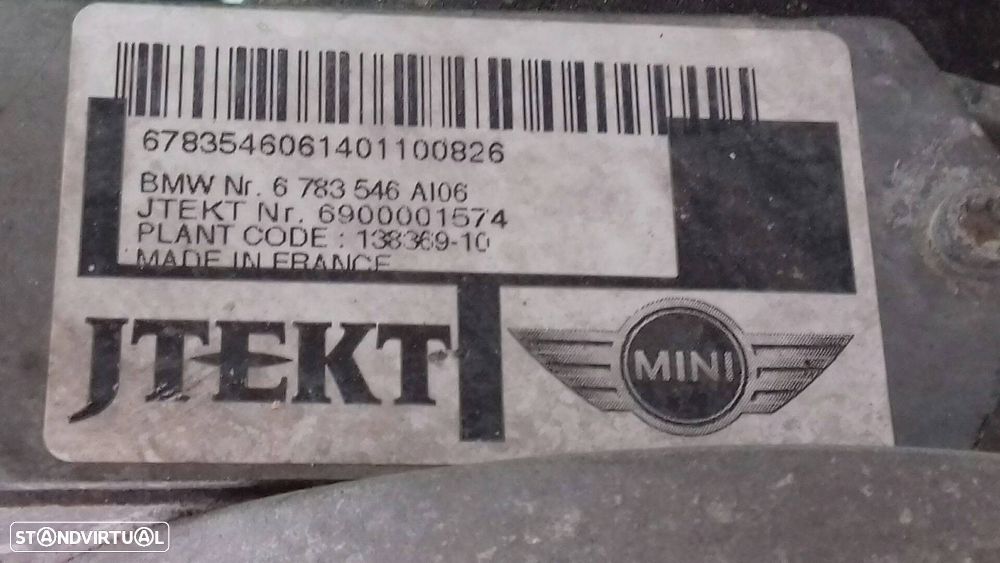 6783546061401100826
BMW Nr. 6 783 546 AI06
JTEKT Nr. 6900001574
PLANT CODE : 138369-10
MADE IN FRANCE
JTEKT
MINI
STANDVIRTUAL